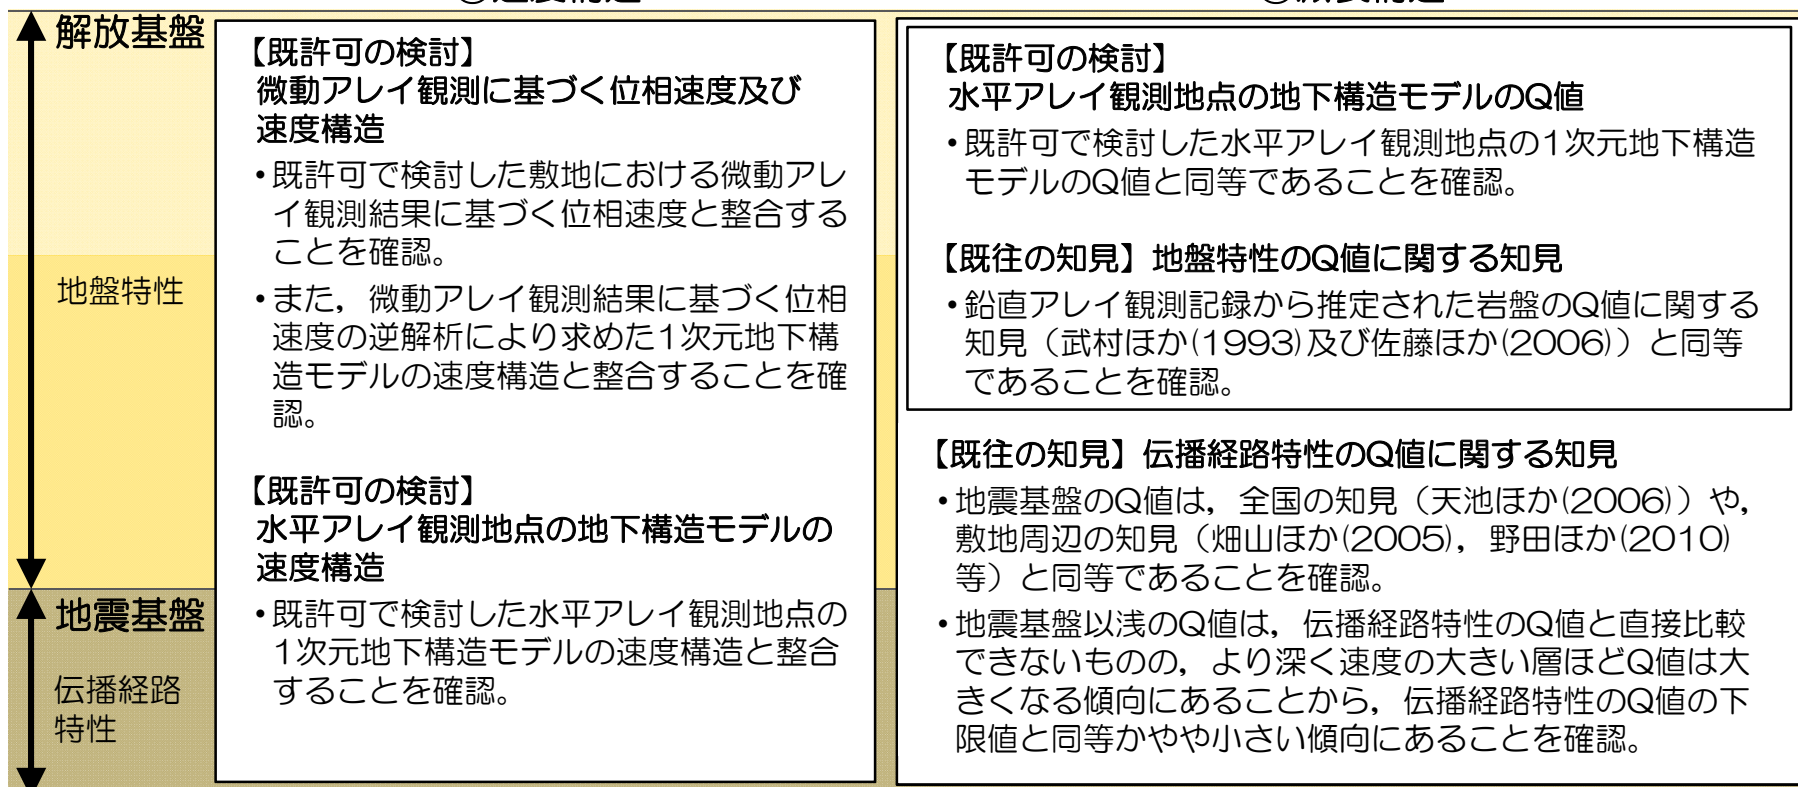 解放基盤
地盤特性
地震基盤
伝播経路
特性
【既許可の検討】
微動アレイ観測に基づく位相速度及び
速度構造
•既許可で検討した敷地における微動アレ
イ観測結果に基づく位相速度と整合する
ことを確認。
•また，微動アレイ観測結果に基づく位相
速度の逆解析により求めた1次元地下構
造モデルの速度構造と整合することを確
認。
【既許可の検討】
水平アレイ観測地点の地下構造モデルの
速度構造
•既許可で検討した水平アレイ観測地点の
1次元地下構造モデルの速度構造と整合
することを確認。
【既許可の検討】
水平アレイ観測地点の地下構造モデルのQ値
•既許可で検討した水平アレイ観測地点の1次元地下構造
モデルのQ値と同等であることを確認。
【既往の知見】地盤特性のQ値に関する知見
•鉛直アレイ観測記録から推定された岩盤のQ値に関する
知見（武村ほか(1993)及び佐藤ほか(2006)）と同等
であることを確認。
【既往の知見】伝播経路特性のQ値に関する知見
•地震基盤のQ値は，全国の知見（天池ほか(2006)）や，
敷地周辺の知見（畑山ほか(2005)，野田ほか(2010)
等）と同等であることを確認。
•地震基盤以浅のQ値は，伝播経路特性のQ値と直接比較
できないものの，より深く速度の大きい層ほどQ値は大
きくなる傾向にあることから，伝播経路特性のQ値の下
限値と同等かやや小さい傾向にあることを確認。